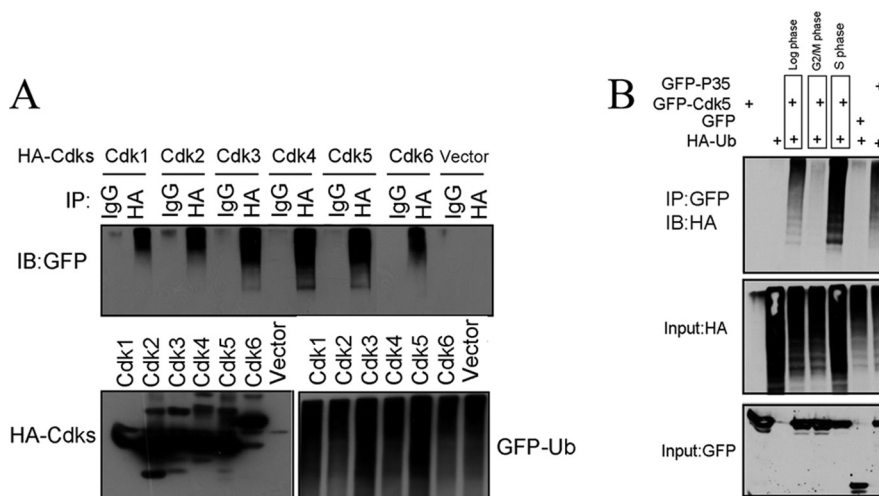 A
HA-Cdks Cdk1 Cdk2 Cdk3 Cdk4 Cdk5 Cdk6 Vector
IP: IgG HA IgG HA IgG HA IgG HA IgG HA IgG HA IgG HA
IB:GFP
Cdk1 Cdk2 Cdk3 Cdk4 Cdk5 Cdk6 Vector Cdk1 Cdk2 Cdk3 Cdk4 Cdk5 Cdk6 Vector
HA-Cdks GFP-Ub
B
Log phase G2/M phase S phase
GFP-P35 +
GFP-Cdk5 + + + +
GFP +
HA-Ub + + + + + +
IP:GFP
IB:HA
Input:HA
Input:GFP